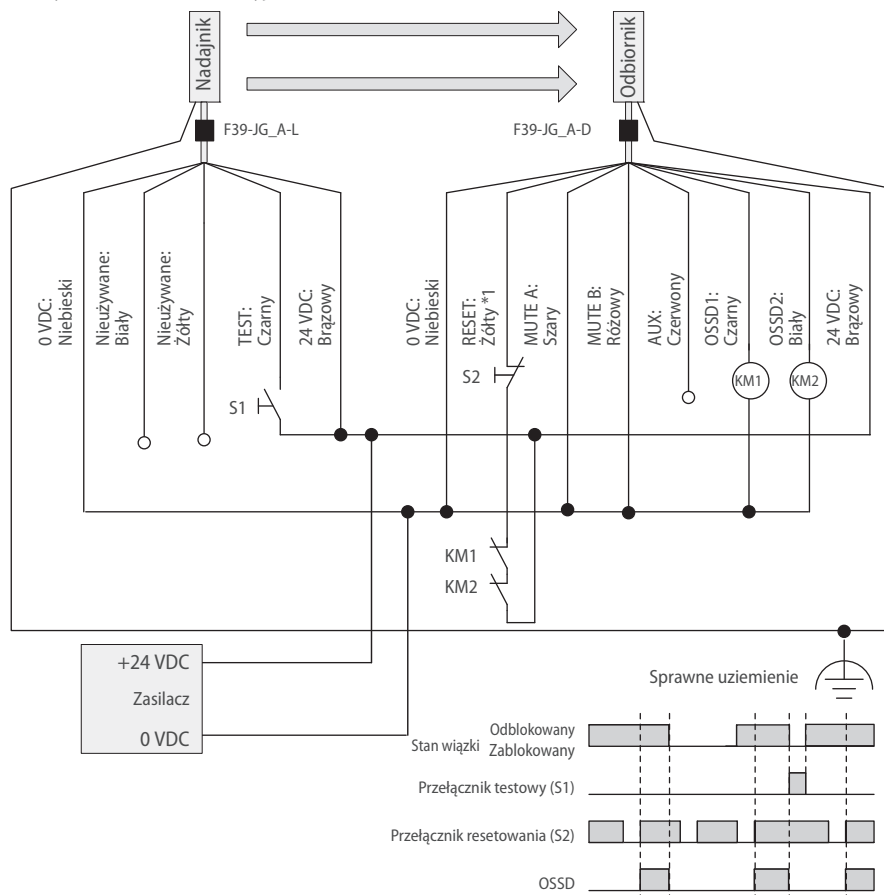 Nadajnik
Odbiornik
F39-JG_A-L
F39-JG_A-D
0 VDC:
Niebieski
Nieużywane:
Biały
Nieużywane:
Żółty
TEST:
Czarny
24 VDC:
Brązowy
0 VDC:
Niebieski
RESET:
Żółty *1
MUTE A:
Szary
MUTE B:
Różowy
AUX:
Czerwony
OSSD1:
Czarny
OSSD2:
Biały
24 VDC:
Brązowy
S1
S2
KM1
KM2
KM1
KM2
+24 VDC
Zasilacz
0 VDC
Sprawne uziemienie
Stan wiązki
Odblokowany
Zablokowany
Przełącznik testowy (S1)
Przełącznik resetowania (S2)
OSSD